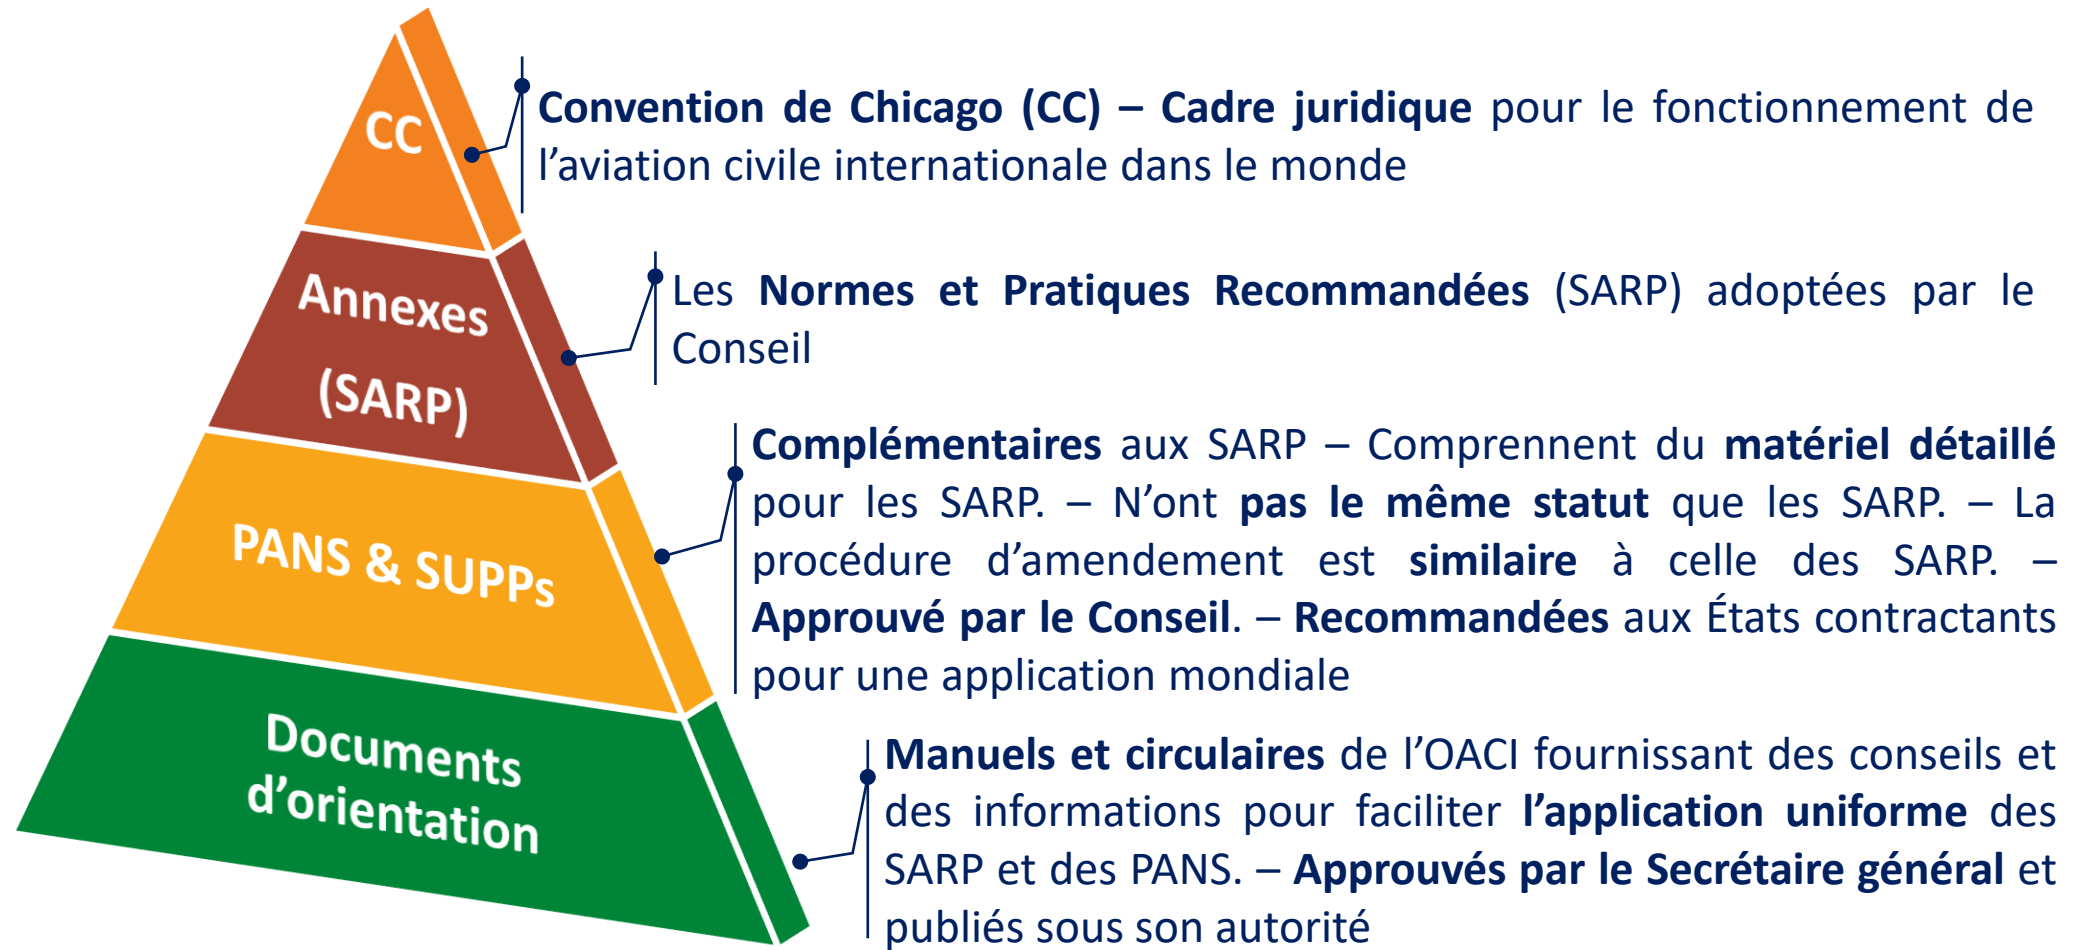 CC
Convention de Chicago (CC) – Cadre juridique pour le fonctionnement de
l’aviation civile internationale dans le monde
Annexes
(SARP)
Les Normes et Pratiques Recommandées (SARP) adoptées par le
Conseil
PANS & SUPPs
Complémentaires aux SARP – Comprennent du matériel détaillé
pour les SARP. – N’ont pas le même statut que les SARP. – La
procédure d’amendement est similaire à celle des SARP. –
Approuvé par le Conseil. – Recommandées aux États contractants
pour une application mondiale
Documents
d’orientation
Manuels et circulaires de l’OACI fournissant des conseils et
des informations pour faciliter l’application uniforme des
SARP et des PANS. – Approuvés par le Secrétaire général et
publiés sous son autorité